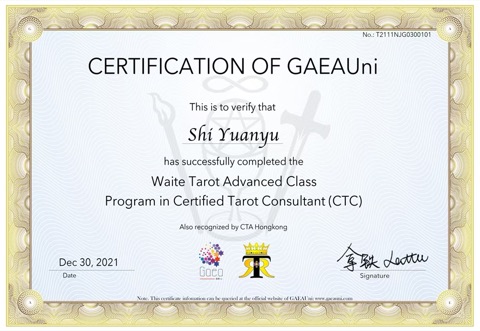 No.: T2111NJG0300101
CERTIFICATION OF GAEAUni
This is to verify that
Shi Yuanyu
has successfully completed the
Waite Tarot Advanced Class
Program in Certified Tarot Consultant (CTC)
Also recognized by CTA Hongkong
Gaea
Dec 30, 2021
Date
Signature
Note: This certificate infomation can be queried at the official website of GAEAUni: www.gaeauni.com